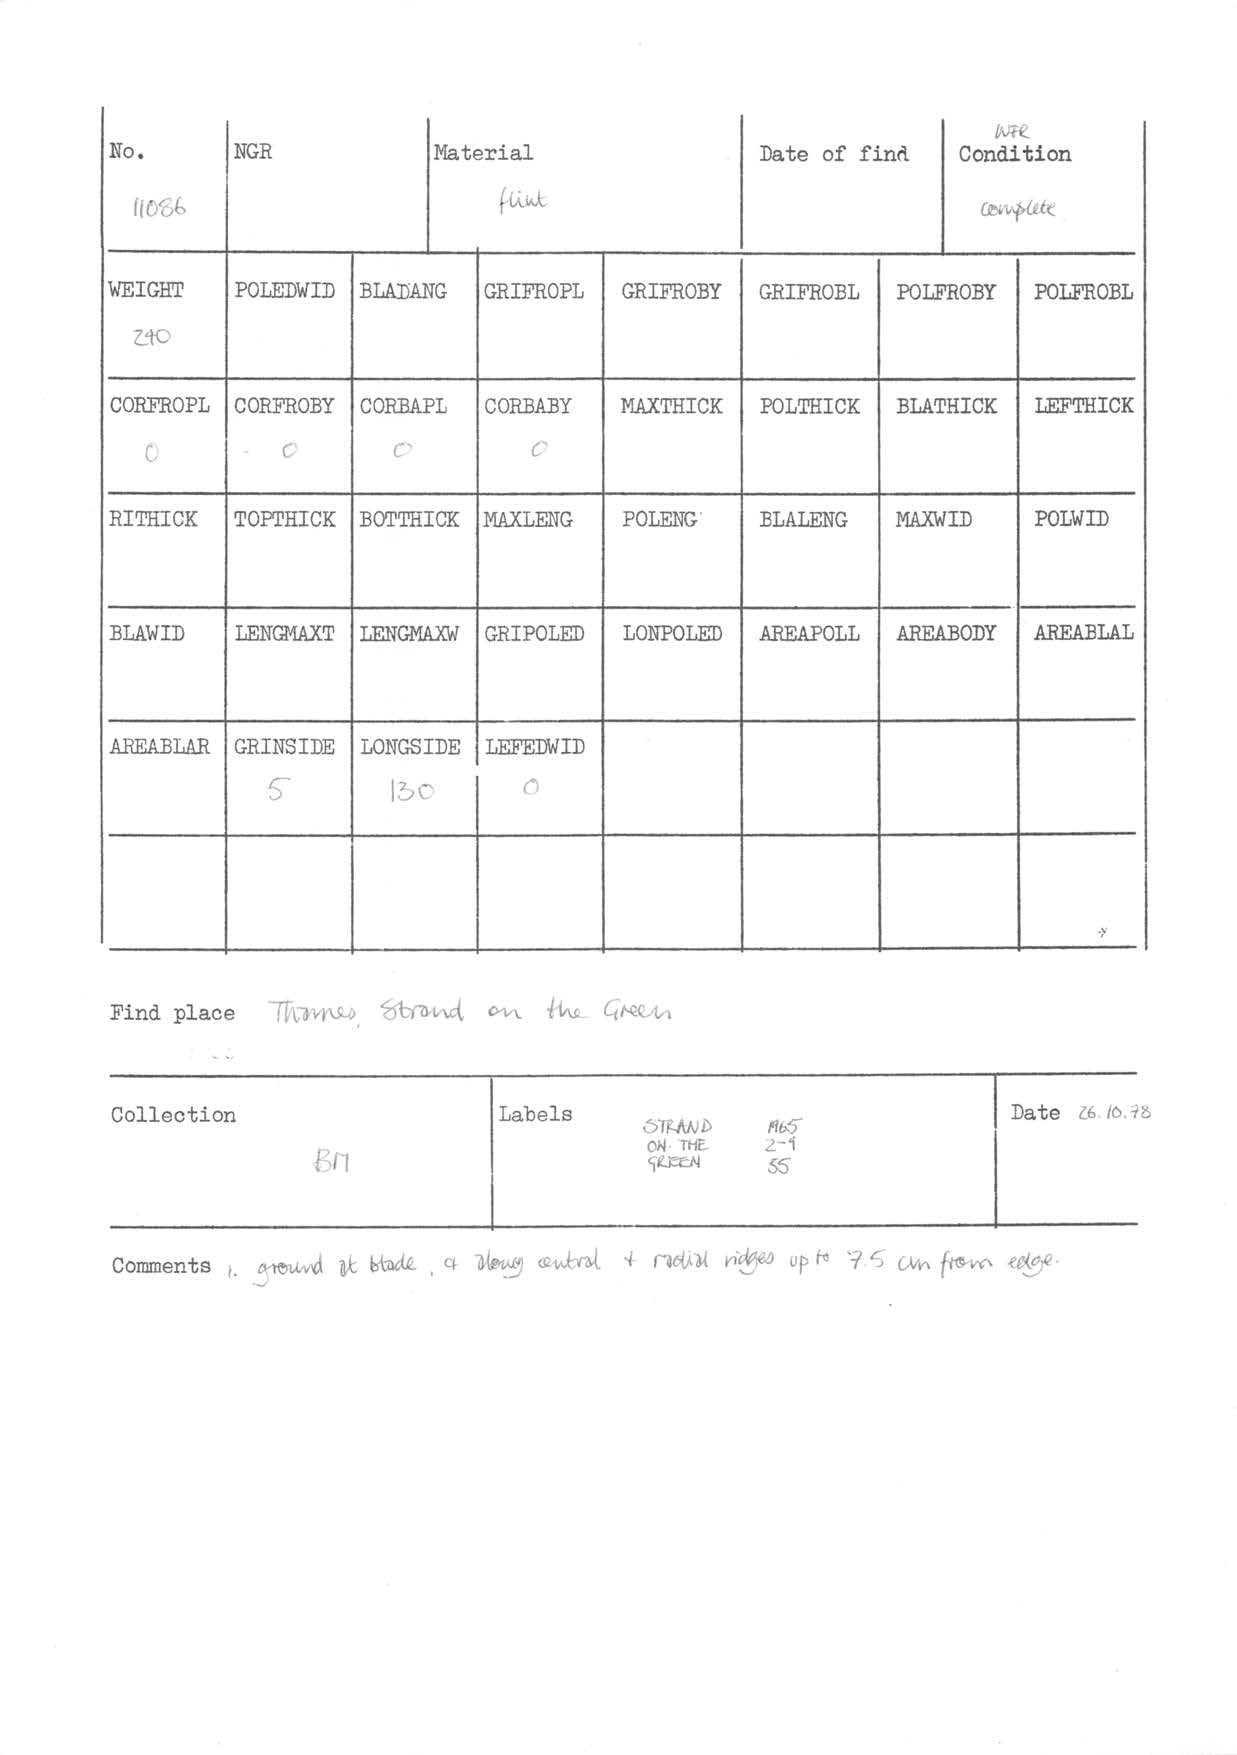 WFR
No. NGR Material Date of find Condition
11086 flint complete
WEIGHT POLEDWID BLADANG GRIFROPL GRIFROBY GRIFROBL POLFROBY POLFROBL
240
CORFROPL CORFROBY CORBAPL CORBABY MAXTHICK POLTHICK BLATHICK LEFTHICK
0 0 0 0
RITHICK TOPTHICK BOTTHICK MAXLENG POLENG BLALENG MAXWID POLWID
BLAWID LENGMAXT LENGMAXW GRIPOLED LONPOLED AREAPOLL AREABODY AREABLAL
AREABLAR GRINSIDE LONGSIDE LEFEDWID
5 130 0
Find place Thames, Strand on the Green
Collection Labels Date 26.10.78
STRAND 1965
ON THE 2-9
GREEN 55
BM
Comments 1. ground at blade, & along central + radial ridges up to 7.5 cm from edge.